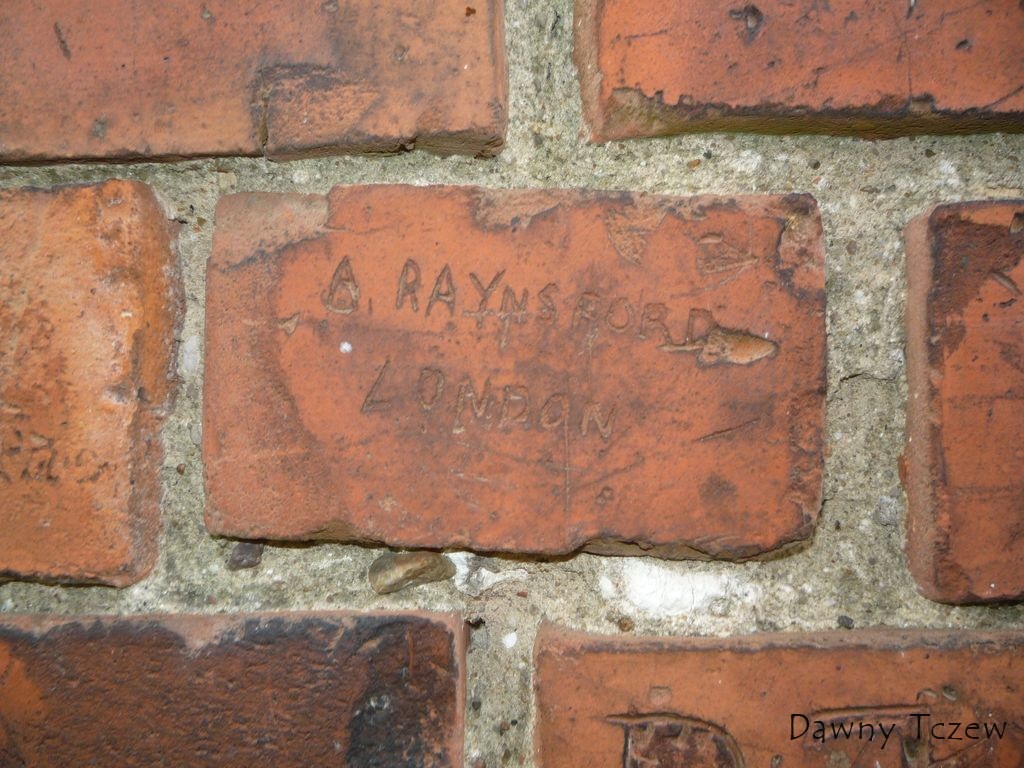 A. RAYNSFORD
LONDON
Dawny Tczew